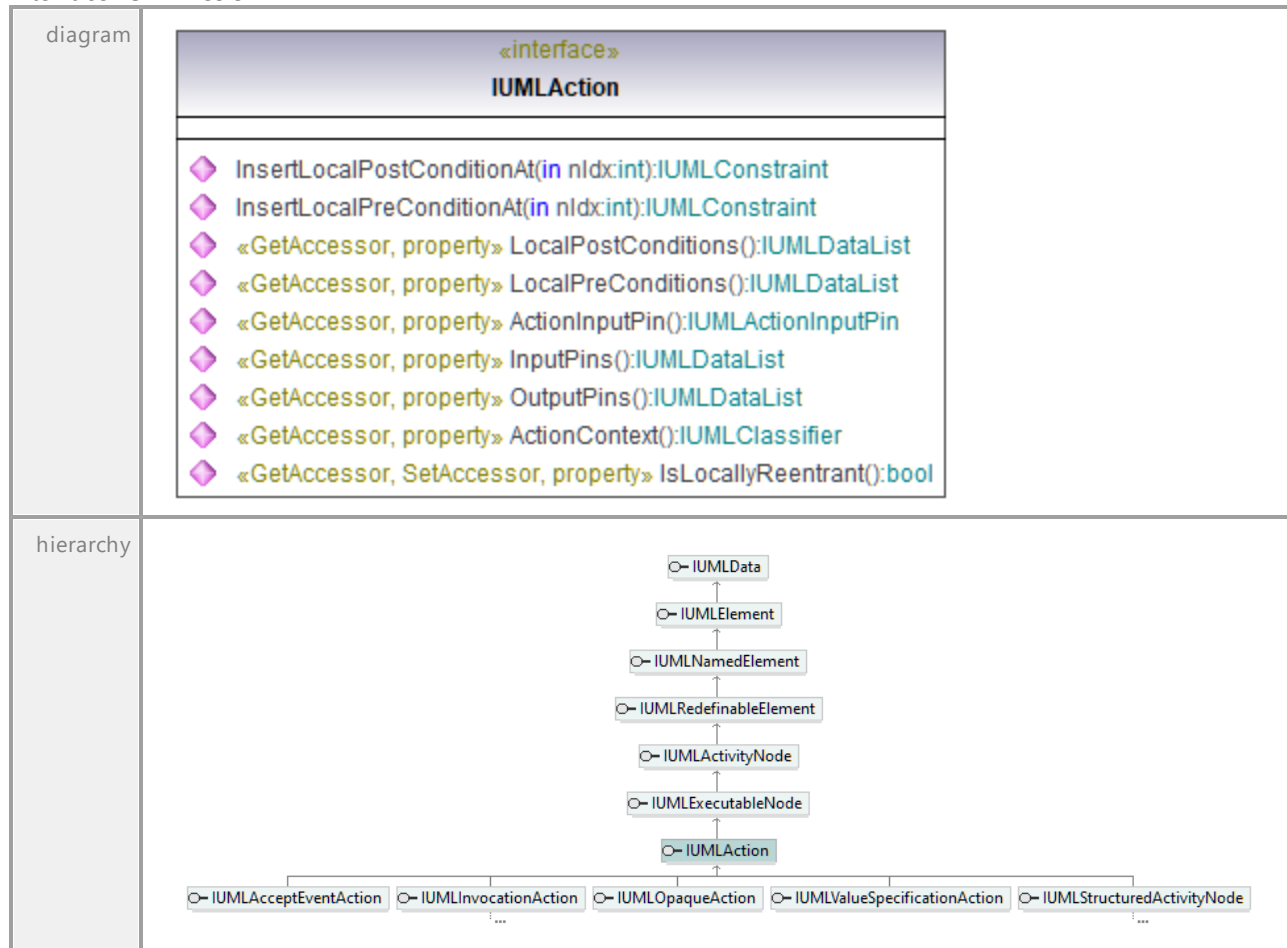 diagram
«interface»
IUMLAction
InsertLocalPostConditionAt(in nIdx:int):IUMLConstraint
InsertLocalPreConditionAt(in nIdx:int):IUMLConstraint
«GetAccessor, property» LocalPostConditions():IUMLDataList
«GetAccessor, property» LocalPreConditions():IUMLDataList
«GetAccessor, property» ActionInputPin():IUMLActionInputPin
«GetAccessor, property» InputPins():IUMLDataList
«GetAccessor, property» OutputPins():IUMLDataList
«GetAccessor, property» ActionContext():IUMLClassifier
«GetAccessor, SetAccessor, property» IsLocallyReentrant():bool
hierarchy
IUMLData
IUMLElement
IUMLNamedElement
IUMLRedefinableElement
IUMLActivityNode
IUMLExecutableNode
IUMLAction
IUMLAcceptEventAction IUMLInvocationAction IUMLOpaqueAction IUMLValueSpecificationAction IUMLStructuredActivityNode
... ...